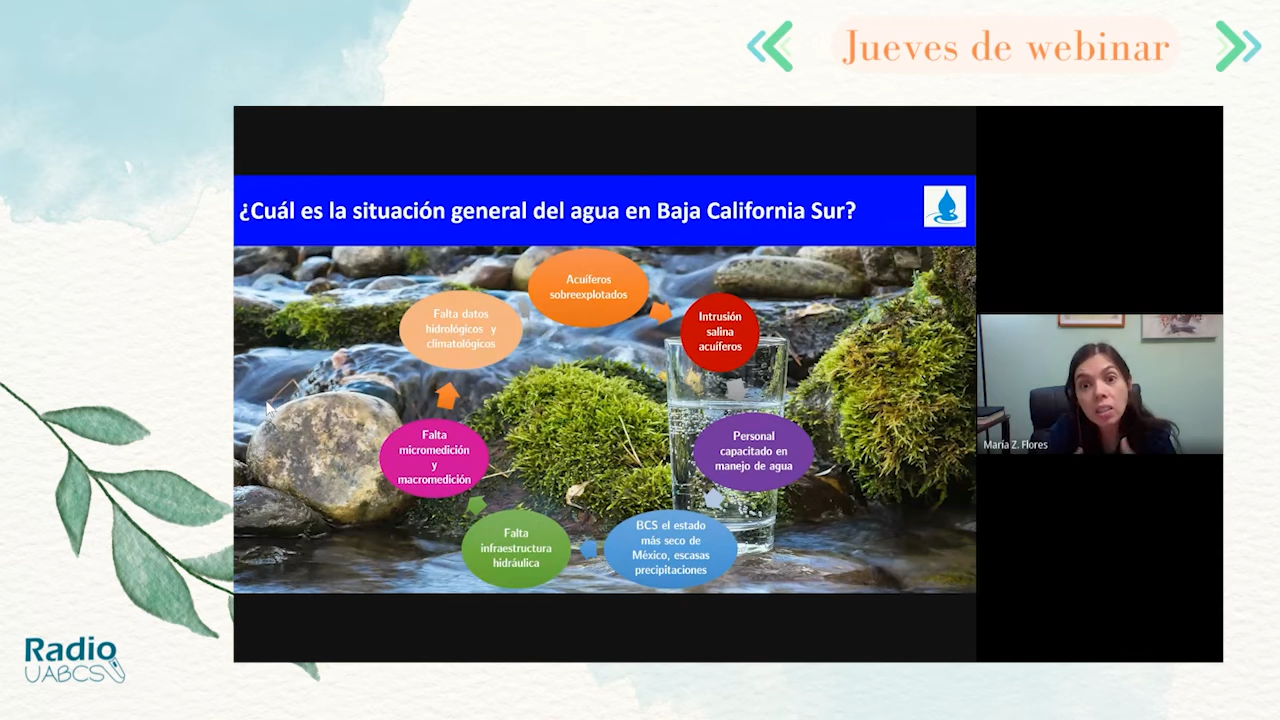 Jueves de webinar
¿Cuál es la situación general del agua en Baja California Sur?
Acuíferos
sobreexplotados
Intrusión
salina
acuíferos
Personal
capacitado en
manejo de agua
BCS el estado
más seco de
México, escasas
precipitaciones
Falta
infraestructura
hidráulica
Falta
micromedición
y
macromedición
Falta datos
hidrológicos y
climatológicos
María Z. Flores
Radio
UABCS